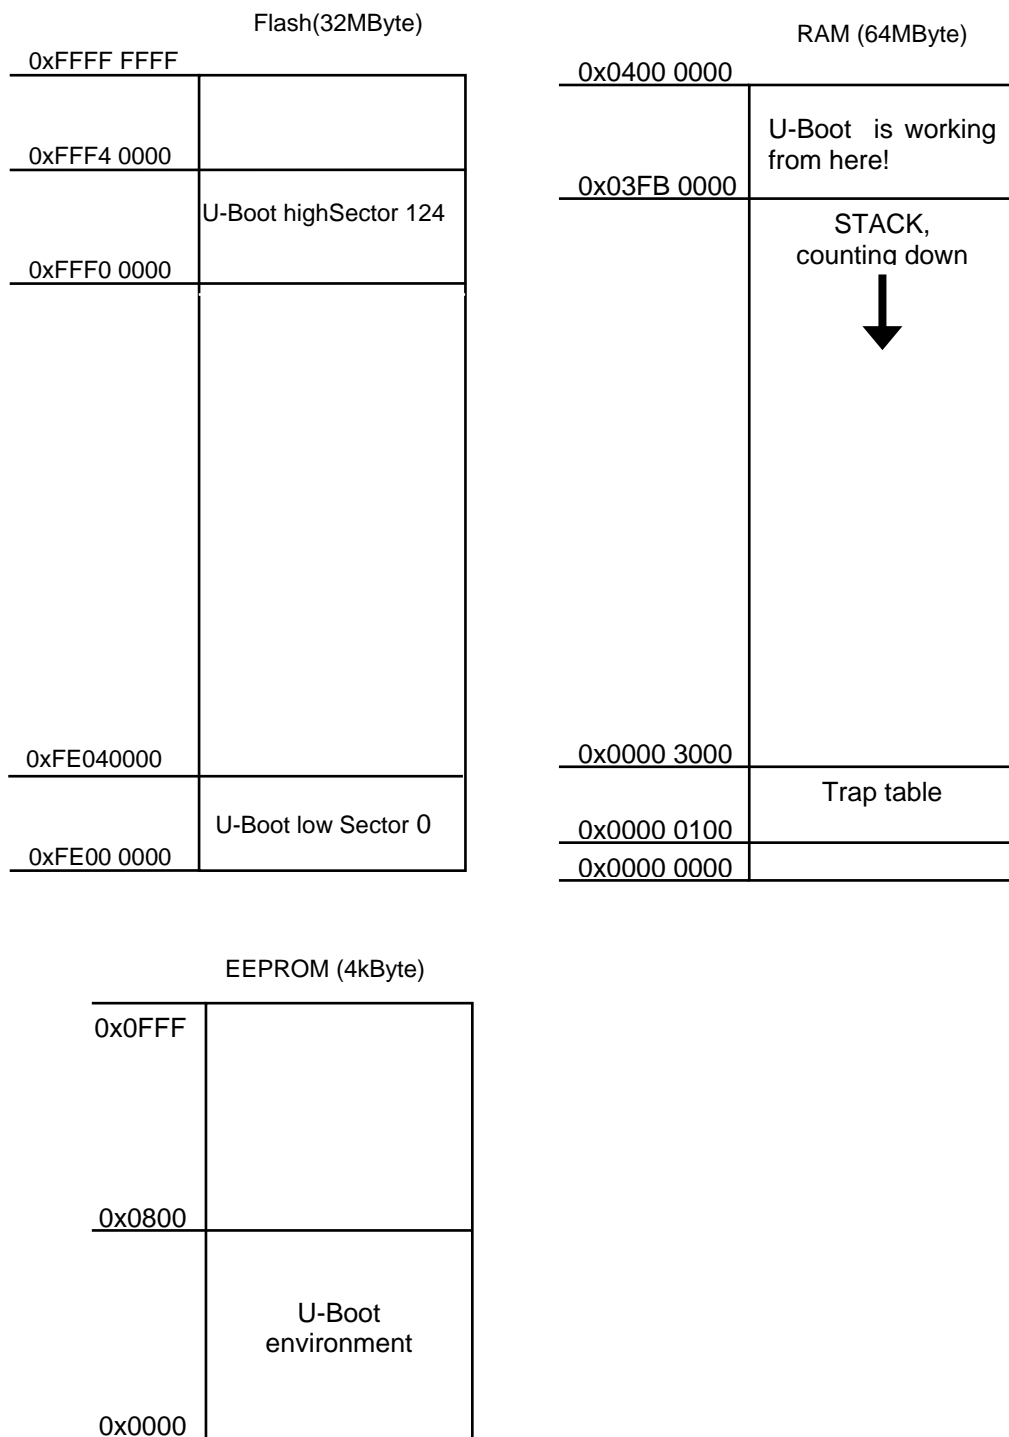 Flash(32MByte)
0xFFFF FFFF
0xFFF4 0000
U-Boot highSector 124
0xFFF0 0000
0xFE040000
U-Boot low Sector 0
0xFE00 0000
RAM (64MByte)
0x0400 0000
U-Boot is working
from here!
0x03FB 0000
STACK,
counting down
0x0000 3000
Trap table
0x0000 0100
0x0000 0000
EEPROM (4kByte)
0x0FFF
0x0800
U-Boot
environment
0x0000